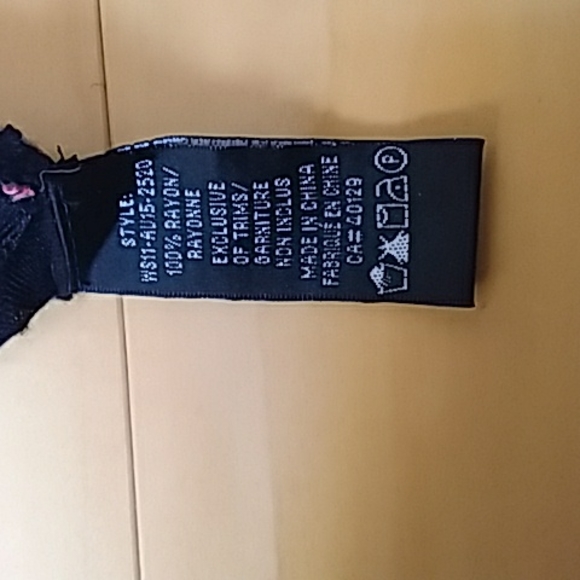 STYLE:
WS11-AU15-2520
100% RAYON/
RAYONNE
EXCLUSIVE
OF TRIMS/
GARNITURE
NON INCLUS
MADE IN CHINA
FABRIQUE EN CHINE
CA# 40129
P